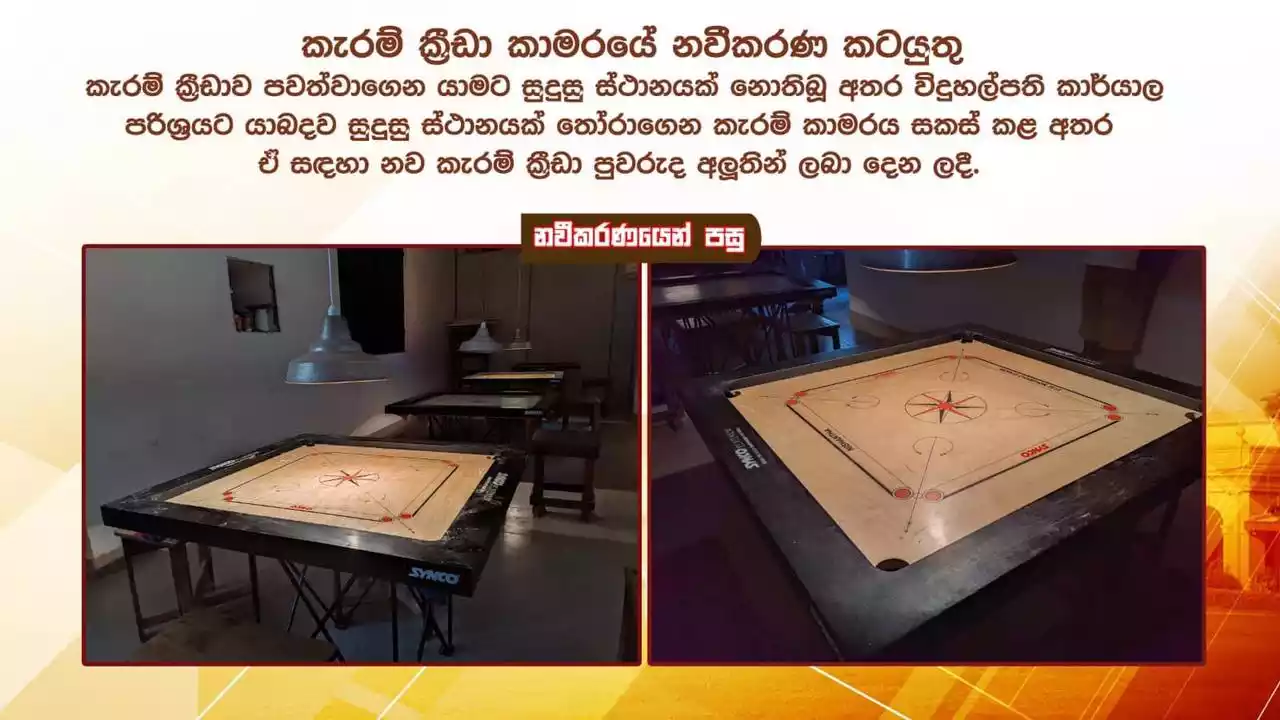 කැරම් ක්‍රීඩා කාමරයේ නවීකරණ කටයුතු
කැරම් ක්‍රීඩාව පවත්වාගෙන යාමට සුදුසු ස්ථානයක් නොතිබූ අතර විදුහල්පති කාර්යාල
පරිශ්‍රයට යාබදව සුදුසු ස්ථානයක් තෝරාගෙන කැරම් කාමරය සකස් කළ අතර
ඒ සඳහා නව කැරම් ක්‍රීඩා පුවරුද අලූතින් ලබා දෙන ලදී.
නවීකරණයෙන් පසු
SYNCO
SYNCO
SYNCO